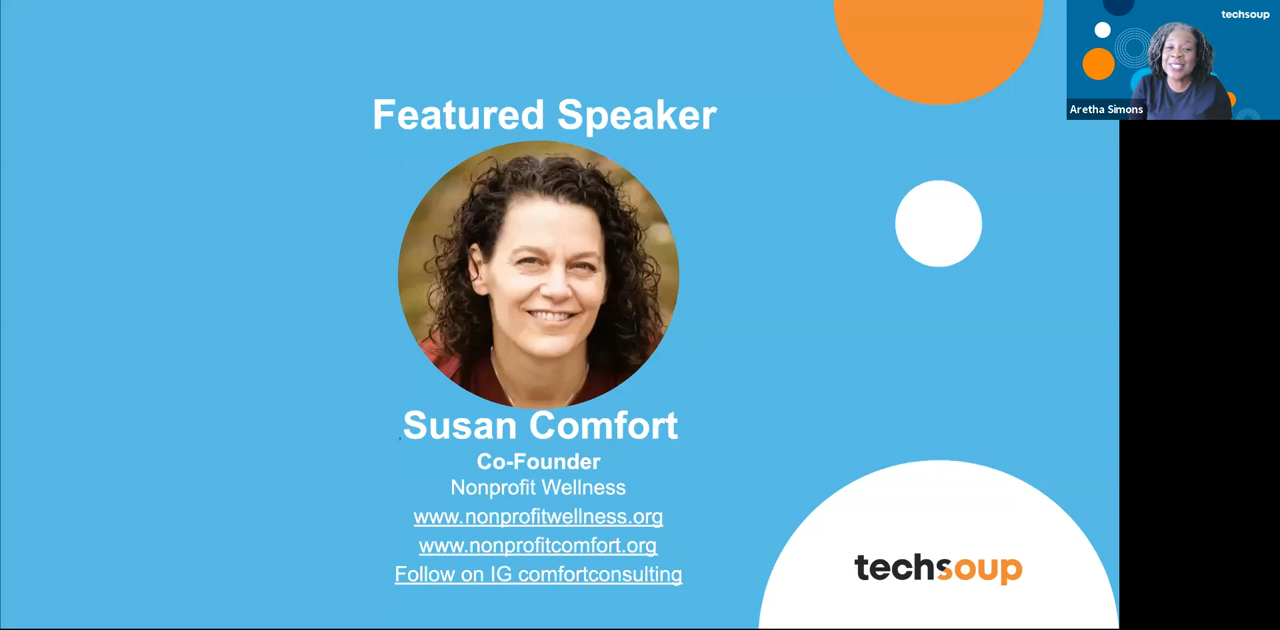 techsoup
Aretha Simons
Featured Speaker
Susan Comfort
Co-Founder
Nonprofit Wellness
www.nonprofitwellness.org
www.nonprofitcomfort.org
Follow on IG comfortconsulting
techsoup